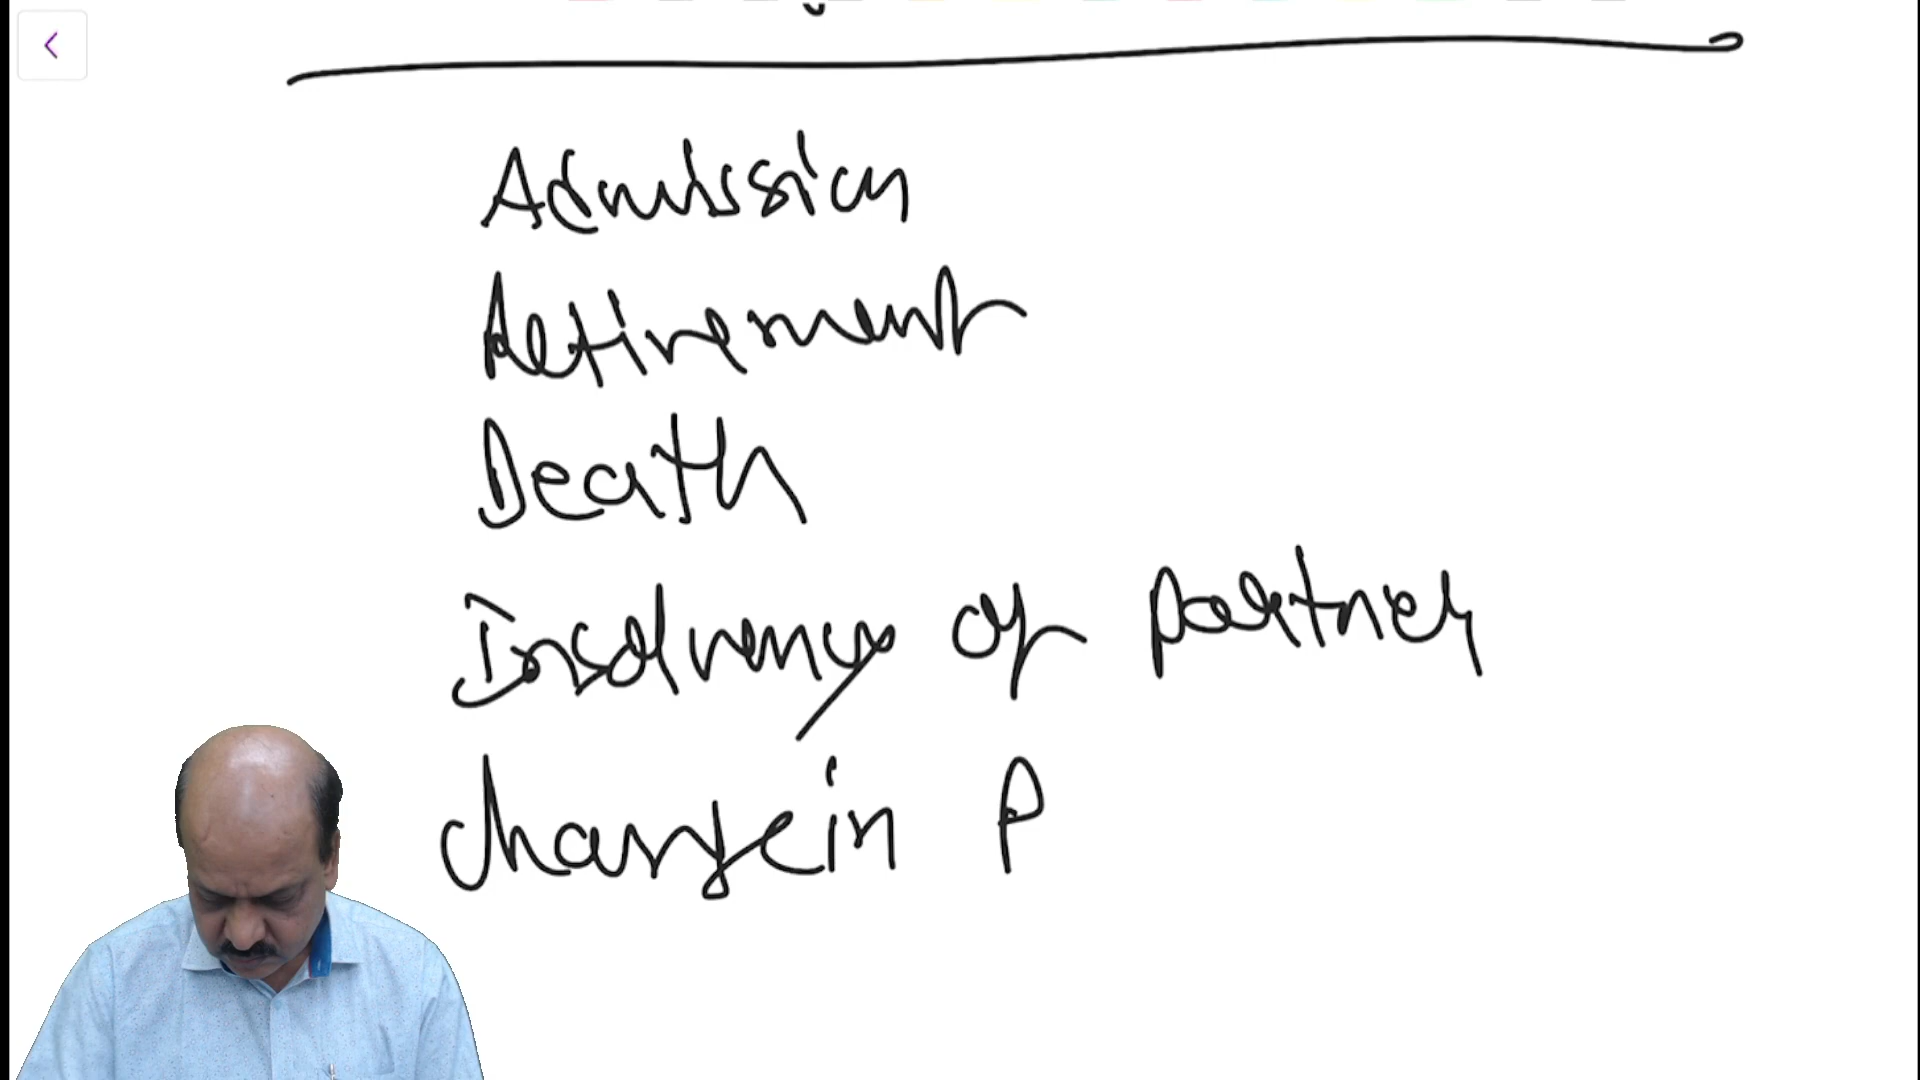 Admission
Retirement
Death
Insolvency of partner
change in P